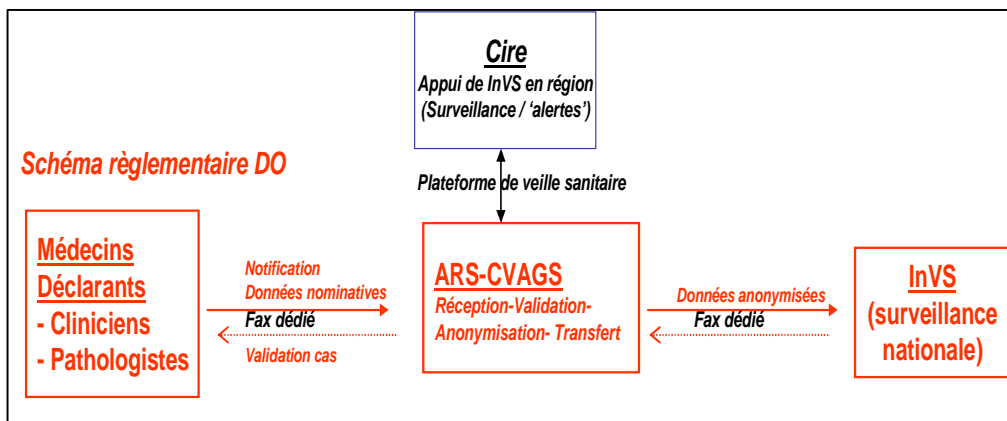 Cire
Appui de InVS en région
(Surveillance / 'alertes')
Schéma règlementaire DO
Plateforme de veille sanitaire
Médecins
Déclarants
- Cliniciens
- Pathologistes
Notification
Données nominatives
Fax dédié
Validation cas
ARS-CVAGS
Réception-Validation-
Anonymisation- Transfert
Données anonymisées
Fax dédié
InVS
(surveillance
nationale)